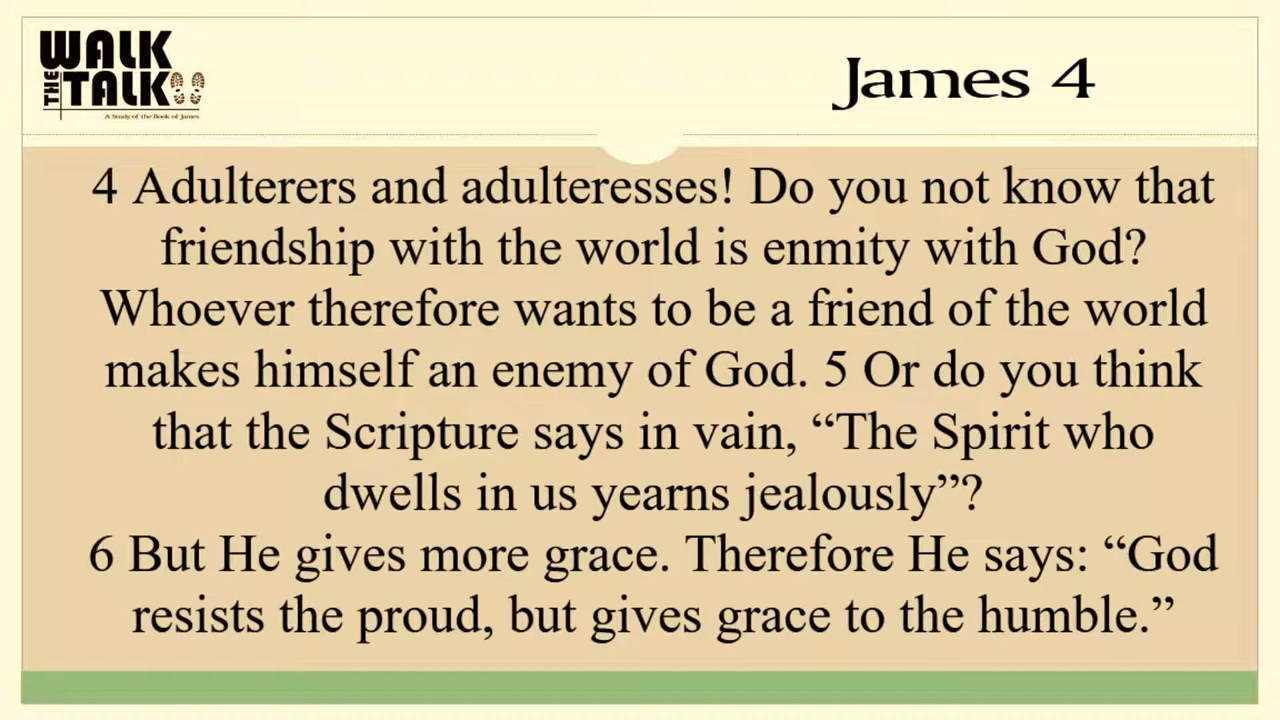 WALK
THE TALK
A Study of the Book of James
James 4
4 Adulterers and adulteresses! Do you not know that
friendship with the world is enmity with God?
Whoever therefore wants to be a friend of the world
makes himself an enemy of God. 5 Or do you think
that the Scripture says in vain, “The Spirit who
dwells in us yearns jealously”?
6 But He gives more grace. Therefore He says: “God
resists the proud, but gives grace to the humble.”